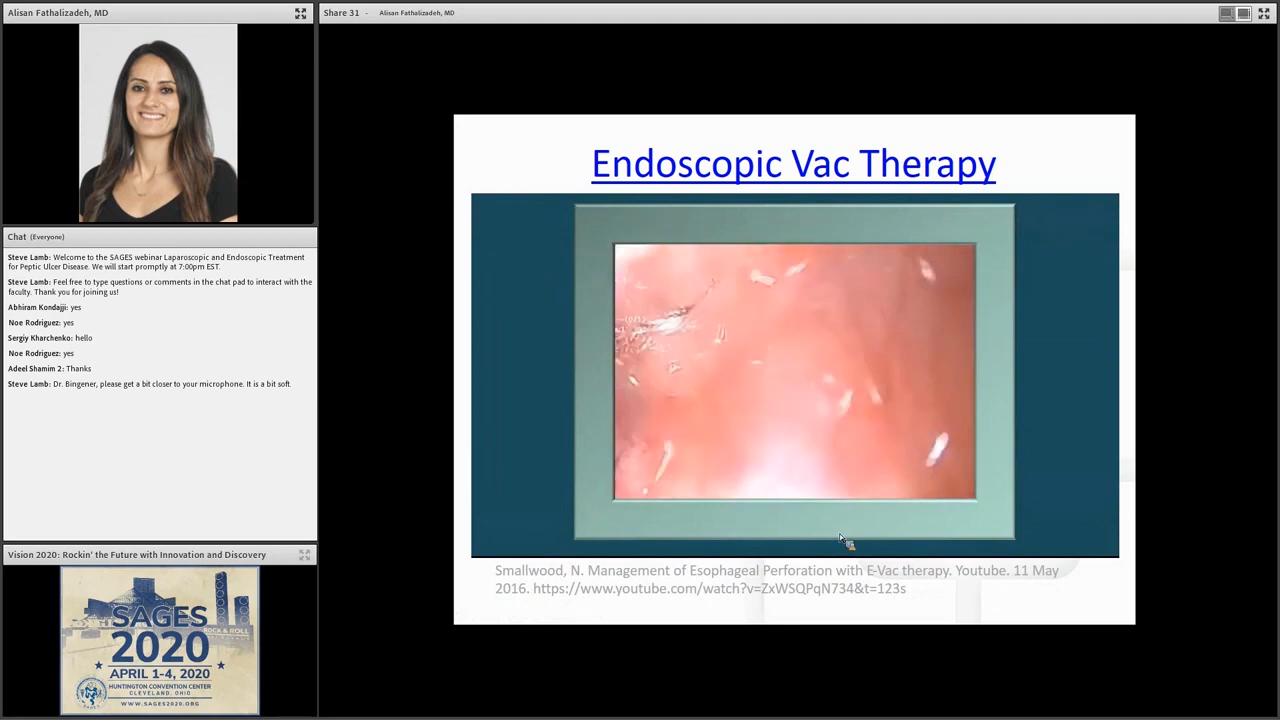 Alisan Fathalizadeh, MD
Share 31 - Alisan Fathalizadeh, MD
Chat (Everyone)
Steve Lamb: Welcome to the SAGES webinar Laparoscopic and Endoscopic Treatment
for Peptic Ulcer Disease. We will start promptly at 7:00pm EST.
Steve Lamb: Feel free to type questions or comments in the chat pad to interact with the
faculty. Thank you for joining us!
Abhiram Kondajji: yes
Noe Rodriguez: yes
Sergiy Kharchenko: hello
Noe Rodriguez: yes
Adeel Shamim 2: Thanks
Steve Lamb: Dr. Bingener, please get a bit closer to your microphone. It is a bit soft.
Vision 2020: Rockin' the Future with Innovation and Discovery
SAGES
ROCK & ROLL
2020
APRIL 1-4, 2020
HUNTINGTON CONVENTION CENTER
CLEVELAND, OHIO
WWW.SAGES2020.ORG
Endoscopic Vac Therapy
Smallwood, N. Management of Esophageal Perforation with E-Vac therapy. Youtube. 11 May
2016. https://www.youtube.com/watch?v=ZxWSQPqN734&t=123s